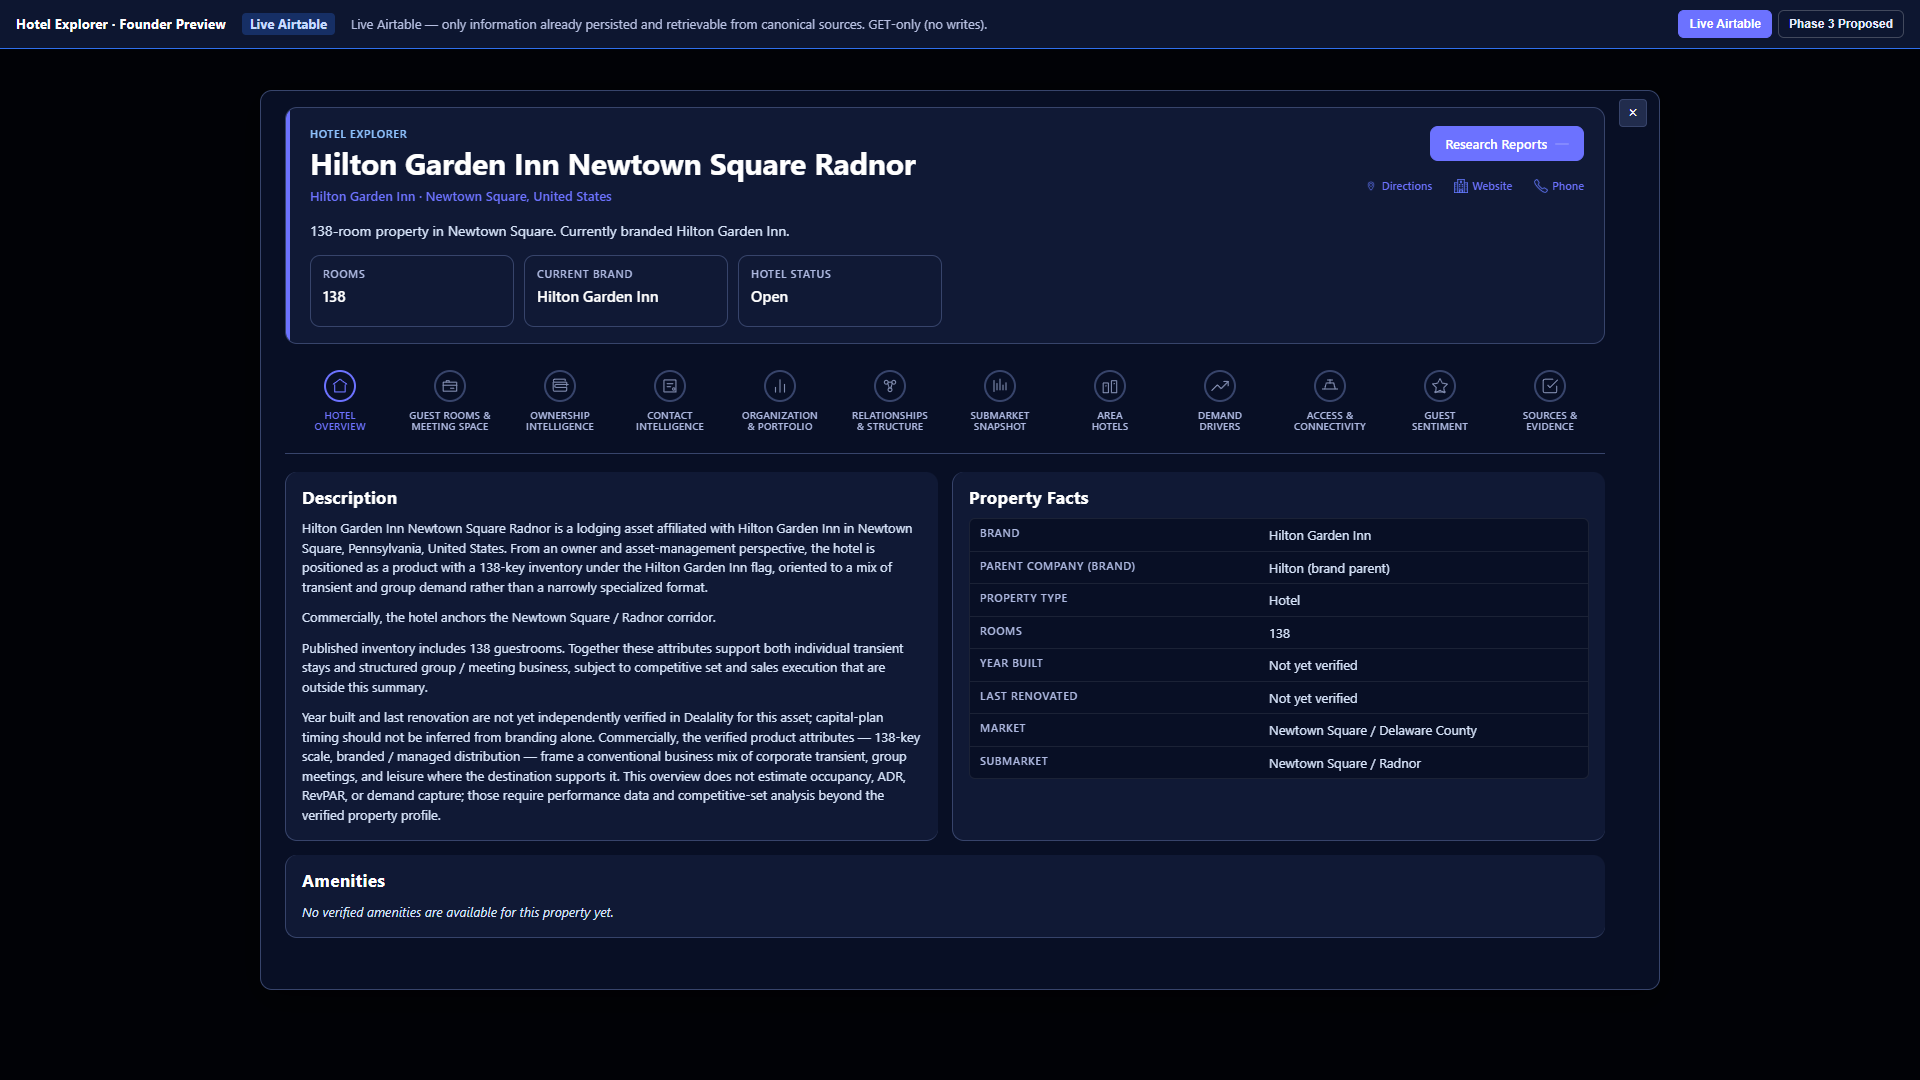 Hotel Explorer · Founder Preview
Live Airtable
Live Airtable — only information already persisted and retrievable from canonical sources. GET-only (no writes).
Live Airtable
Phase 3 Proposed
×
HOTEL EXPLORER
Hilton Garden Inn Newtown Square Radnor
Hilton Garden Inn · Newtown Square, United States
138-room property in Newtown Square. Currently branded Hilton Garden Inn.
Research Reports —
Directions
Website
Phone
ROOMS
138
CURRENT BRAND
Hilton Garden Inn
HOTEL STATUS
Open
HOTEL
OVERVIEW
GUEST ROOMS &
MEETING SPACE
OWNERSHIP
INTELLIGENCE
CONTACT
INTELLIGENCE
ORGANIZATION
& PORTFOLIO
RELATIONSHIPS
& STRUCTURE
SUBMARKET
SNAPSHOT
AREA
HOTELS
DEMAND
DRIVERS
ACCESS &
CONNECTIVITY
GUEST
SENTIMENT
SOURCES &
EVIDENCE
Description
Hilton Garden Inn Newtown Square Radnor is a lodging asset affiliated with Hilton Garden Inn in Newtown
Square, Pennsylvania, United States. From an owner and asset-management perspective, the hotel is
positioned as a product with a 138-key inventory under the Hilton Garden Inn flag, oriented to a mix of
transient and group demand rather than a narrowly specialized format.
Commercially, the hotel anchors the Newtown Square / Radnor corridor.
Published inventory includes 138 guestrooms. Together these attributes support both individual transient
stays and structured group / meeting business, subject to competitive set and sales execution that are
outside this summary.
Year built and last renovation are not yet independently verified in Dealality for this asset; capital-plan
timing should not be inferred from branding alone. Commercially, the verified product attributes — 138-key
scale, branded / managed distribution — frame a conventional business mix of corporate transient, group
meetings, and leisure where the destination supports it. This overview does not estimate occupancy, ADR,
RevPAR, or demand capture; those require performance data and competitive-set analysis beyond the
verified property profile.
Property Facts
BRAND
Hilton Garden Inn
PARENT COMPANY (BRAND)
Hilton (brand parent)
PROPERTY TYPE
Hotel
ROOMS
138
YEAR BUILT
Not yet verified
LAST RENOVATED
Not yet verified
MARKET
Newtown Square / Delaware County
SUBMARKET
Newtown Square / Radnor
Amenities
No verified amenities are available for this property yet.